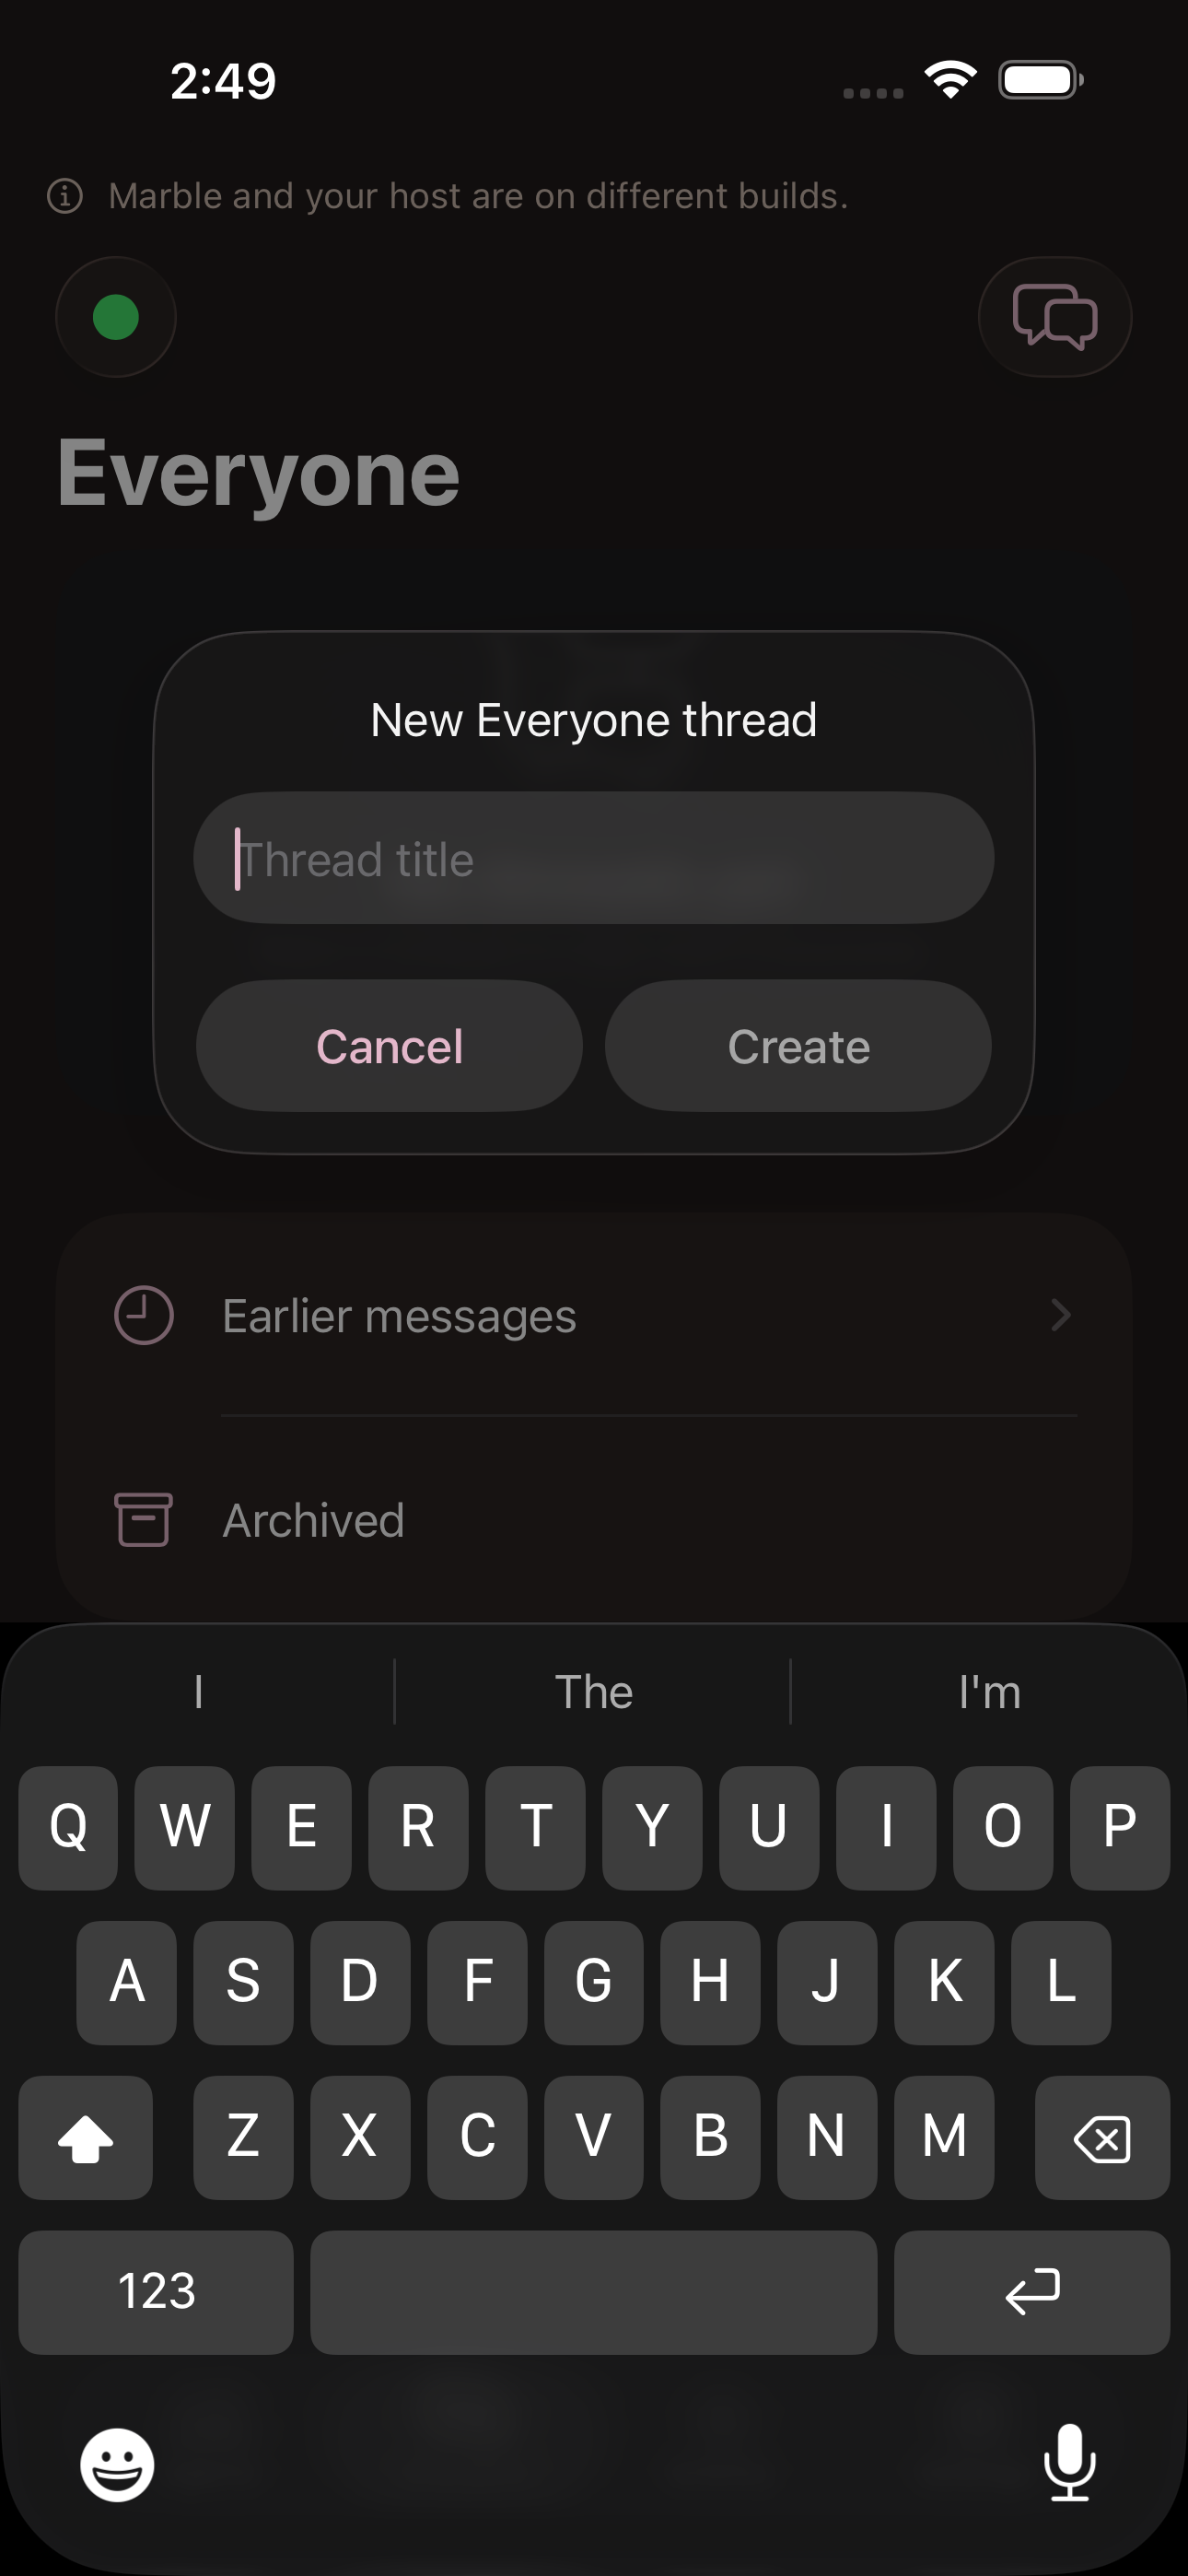 2:49
Marble and your host are on different builds.
Everyone
New Everyone thread
Thread title
Cancel
Create
Earlier messages
Archived
I
The
I'm
Q W E R T Y U I O P
A S D F G H J K L
Z X C V B N M
123